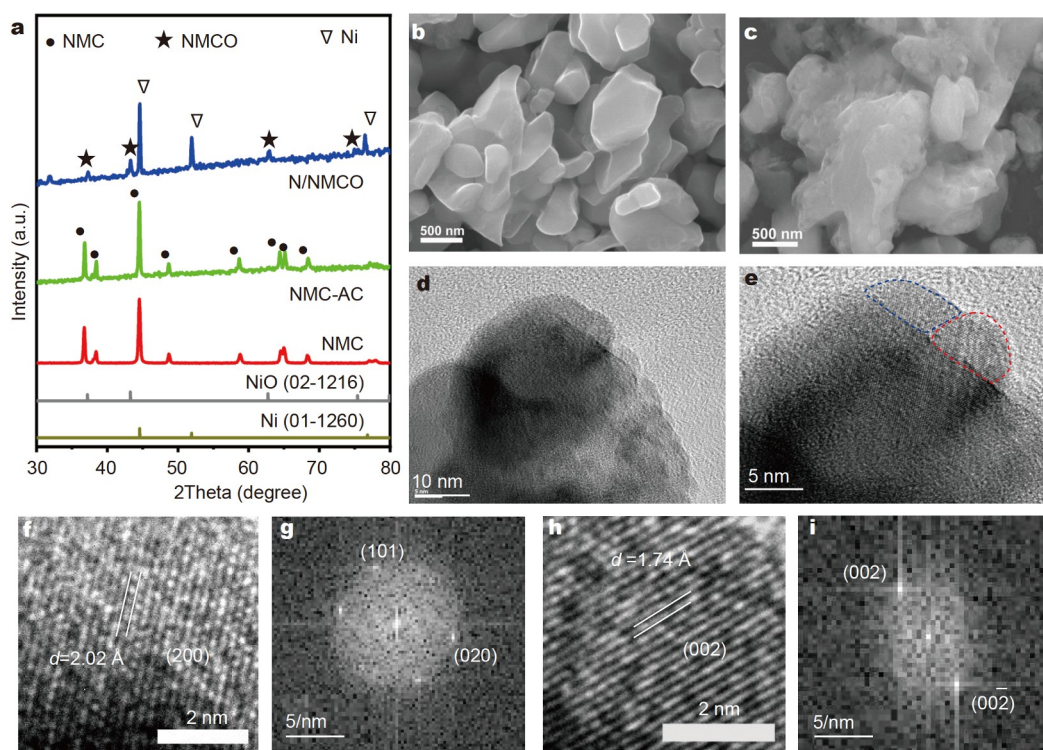 a
● NMC ★ NMCO ▽ Ni
N/NMCO
NMC-AC
NMC
NiO (02-1216)
Ni (01-1260)
Intensity (a.u.)
30 40 50 60 70 80
2Theta (degree)
b
500 nm
c
500 nm
d
10 nm
5 nm
e
5 nm
f
d=2.02 Å
(200)
2 nm
g
(101)
(020)
5/nm
h
d=1.74 Å
(002)
2 nm
i
(002)
(002̅)
5/nm